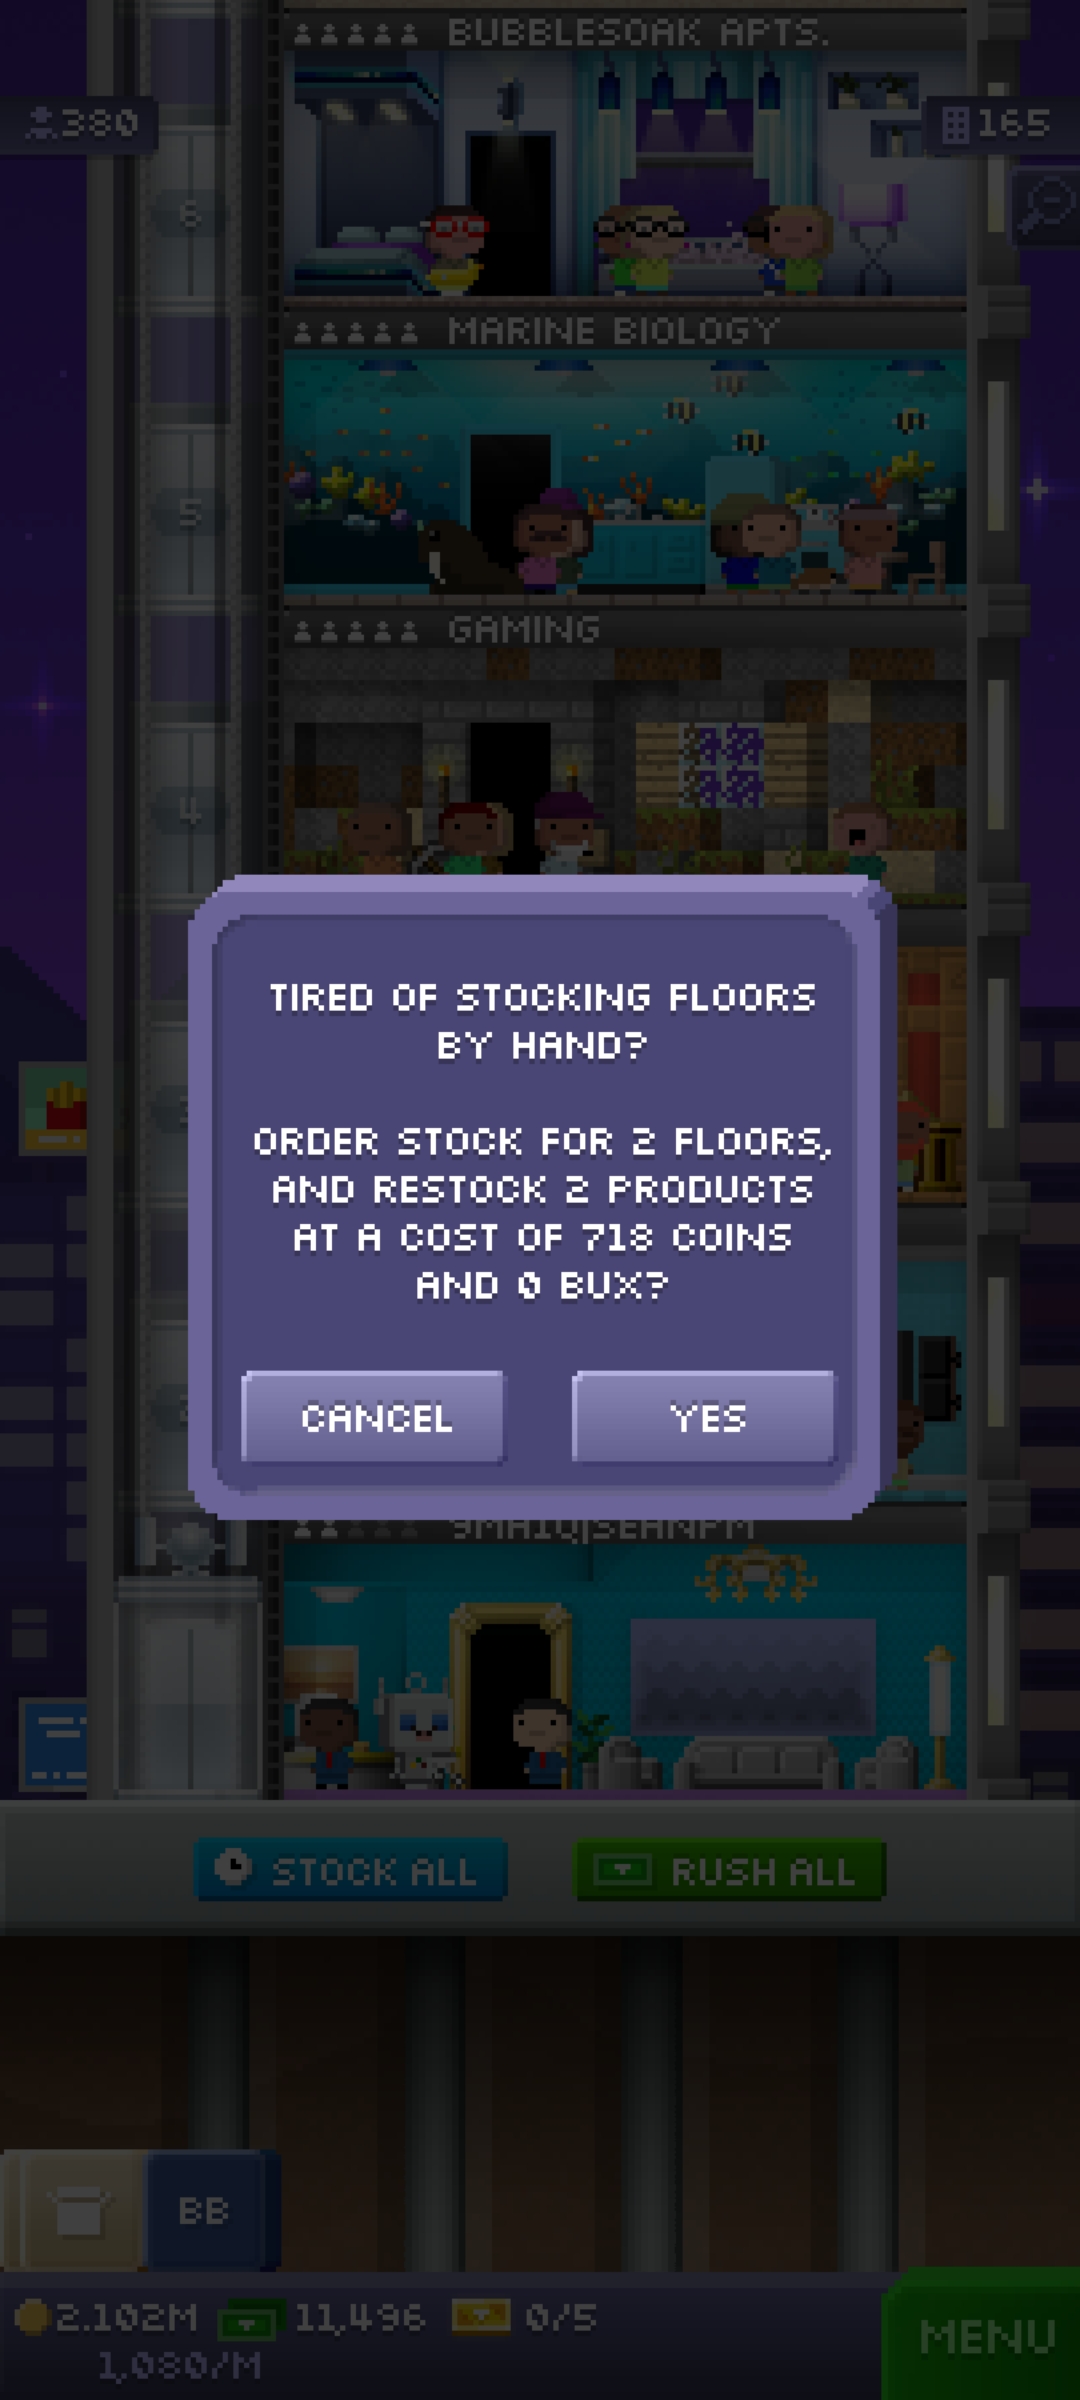 BUBBLESOAK APTS.
380
165
6
MARINE BIOLOGY
5
GAMING
4
TIRED OF STOCKING FLOORS
BY HAND?
ORDER STOCK FOR 2 FLOORS,
AND RESTOCK 2 PRODUCTS
AT A COST OF 718 COINS
AND 0 BUX?
CANCEL
YES
STOCK ALL
RUSH ALL
BB
2.102M
11,496
0/5
1,080/M
MENU